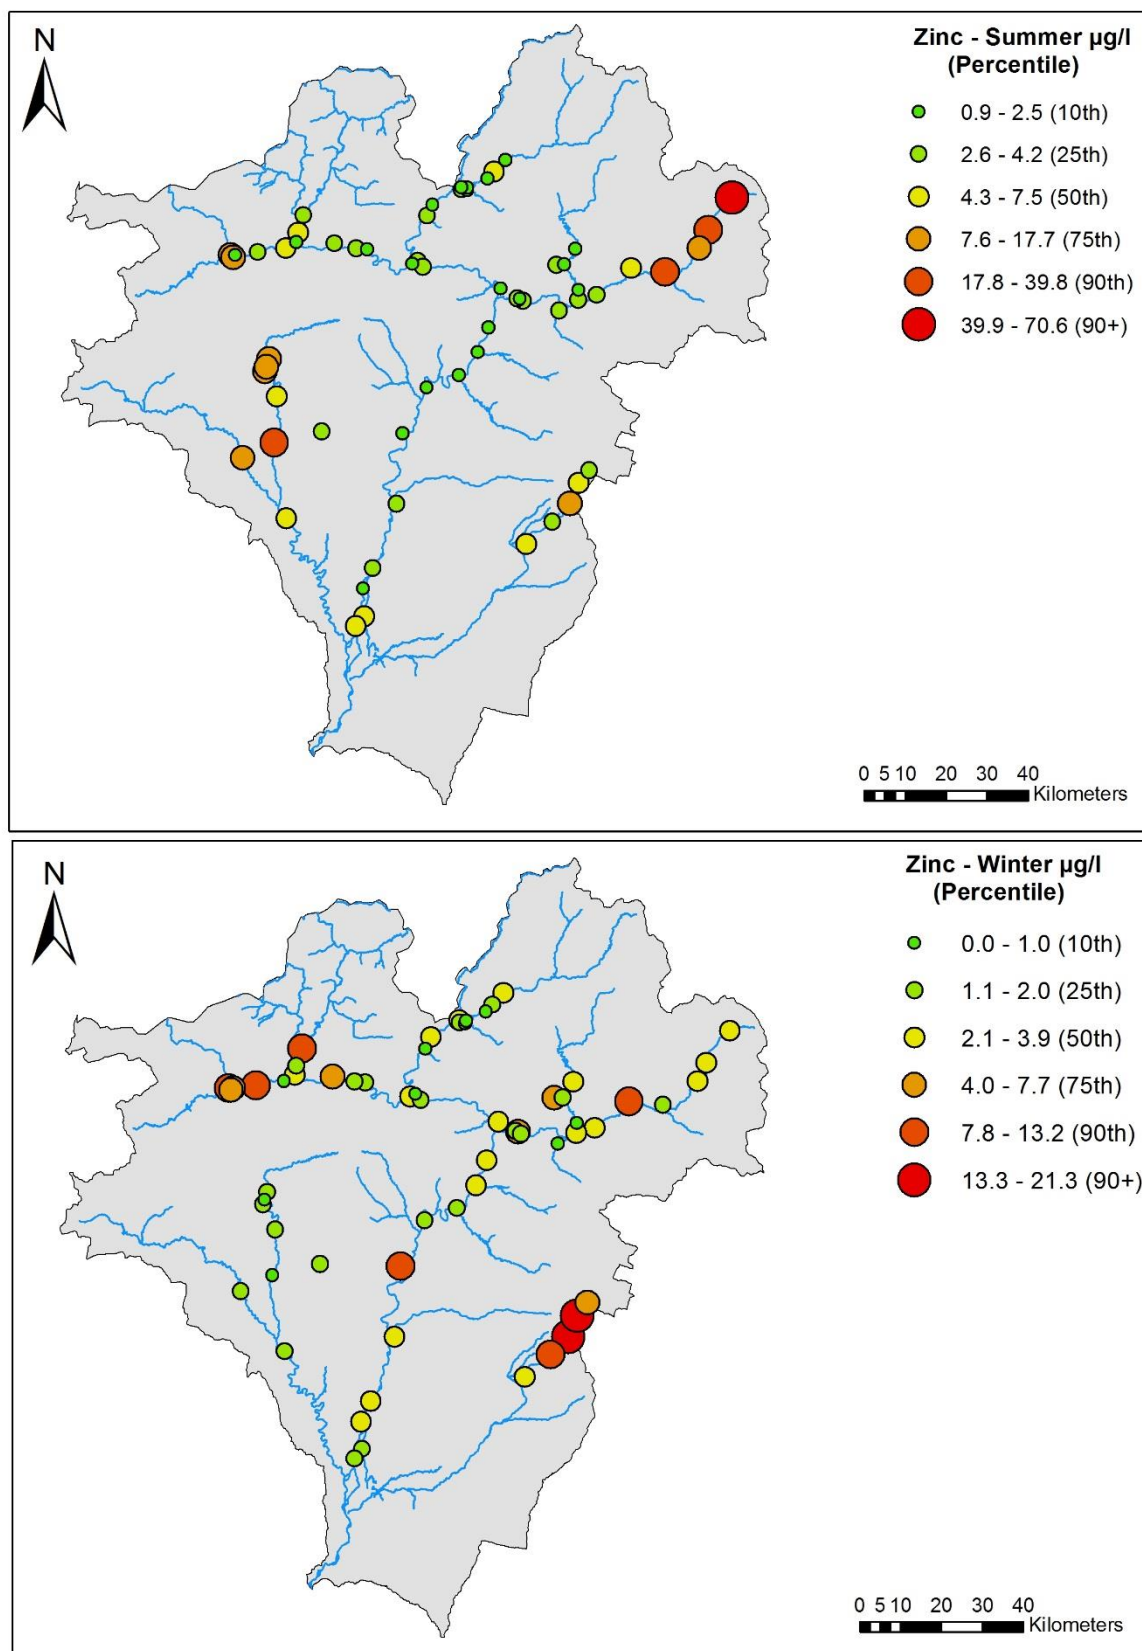 N
Zinc - Summer µg/l
(Percentile)
0.9 - 2.5 (10th)
2.6 - 4.2 (25th)
4.3 - 7.5 (50th)
7.6 - 17.7 (75th)
17.8 - 39.8 (90th)
39.9 - 70.6 (90+)
0 5 10 20 30 40
Kilometers
N
Zinc - Winter µg/l
(Percentile)
0.0 - 1.0 (10th)
1.1 - 2.0 (25th)
2.1 - 3.9 (50th)
4.0 - 7.7 (75th)
7.8 - 13.2 (90th)
13.3 - 21.3 (90+)
0 5 10 20 30 40
Kilometers